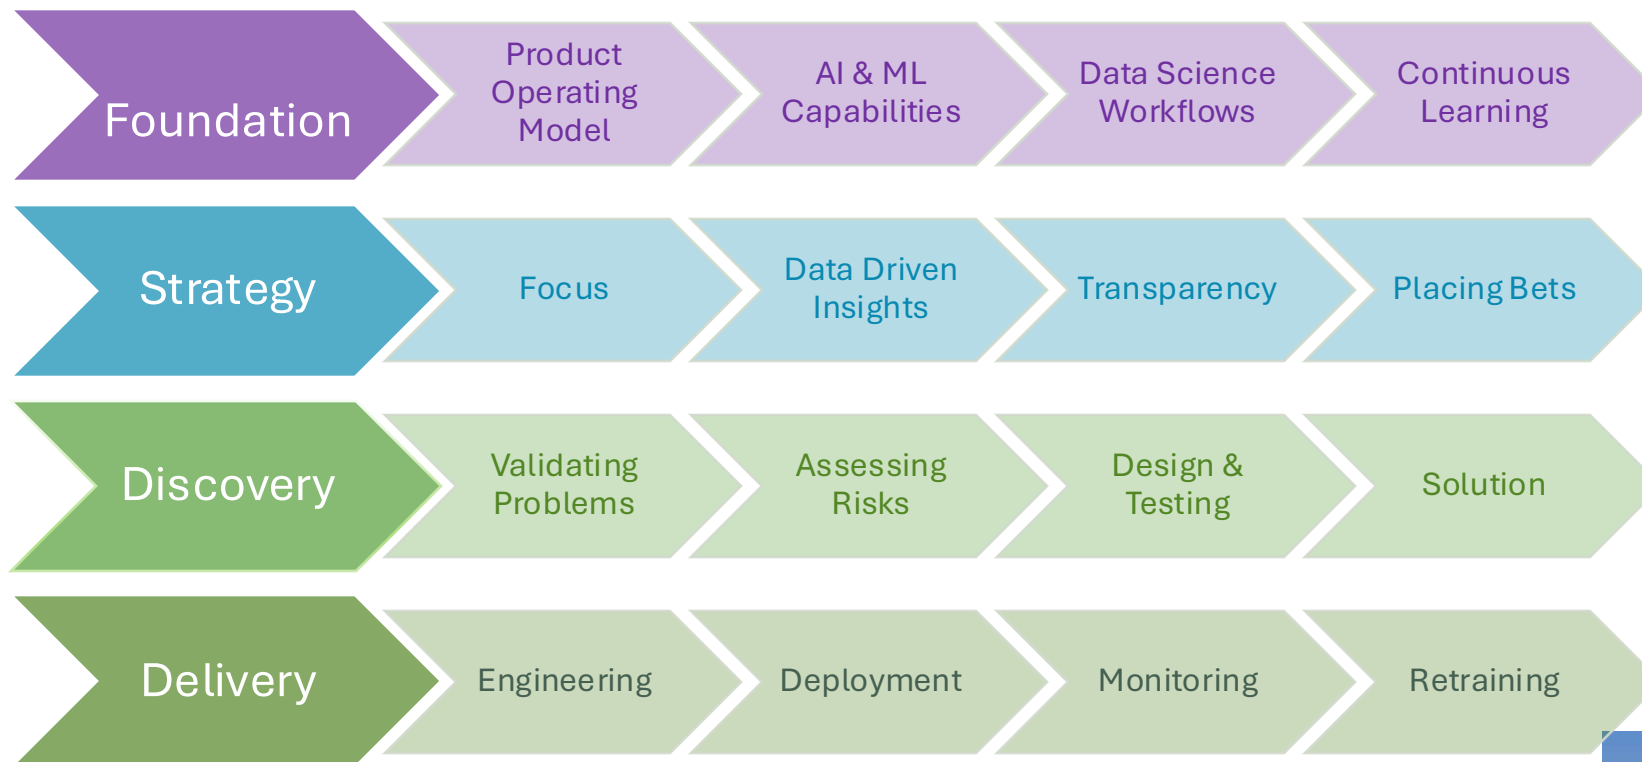 Foundation
Product
Operating
Model
AI & ML
Capabilities
Data Science
Workflows
Continuous
Learning
Strategy
Focus
Data Driven
Insights
Transparency
Placing Bets
Discovery
Validating
Problems
Assessing
Risks
Design &
Testing
Solution
Delivery
Engineering
Deployment
Monitoring
Retraining